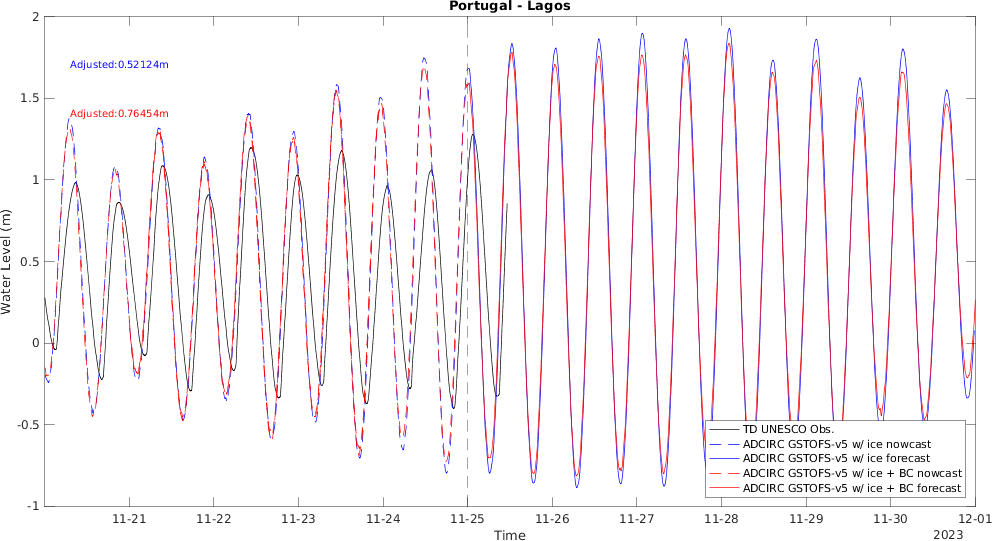 Portugal - Lagos
2
1.5
1
0.5
0
-0.5
-1
Water Level (m)
Adjusted:0.52124m
Adjusted:0.76454m
TD UNESCO Obs.
ADCIRC GSTOFS-v5 w/ ice nowcast
ADCIRC GSTOFS-v5 w/ ice forecast
ADCIRC GSTOFS-v5 w/ ice + BC nowcast
ADCIRC GSTOFS-v5 w/ ice + BC forecast
11-21 11-22 11-23 11-24 11-25 11-26 11-27 11-28 11-29 11-30 12-01
Time
2023